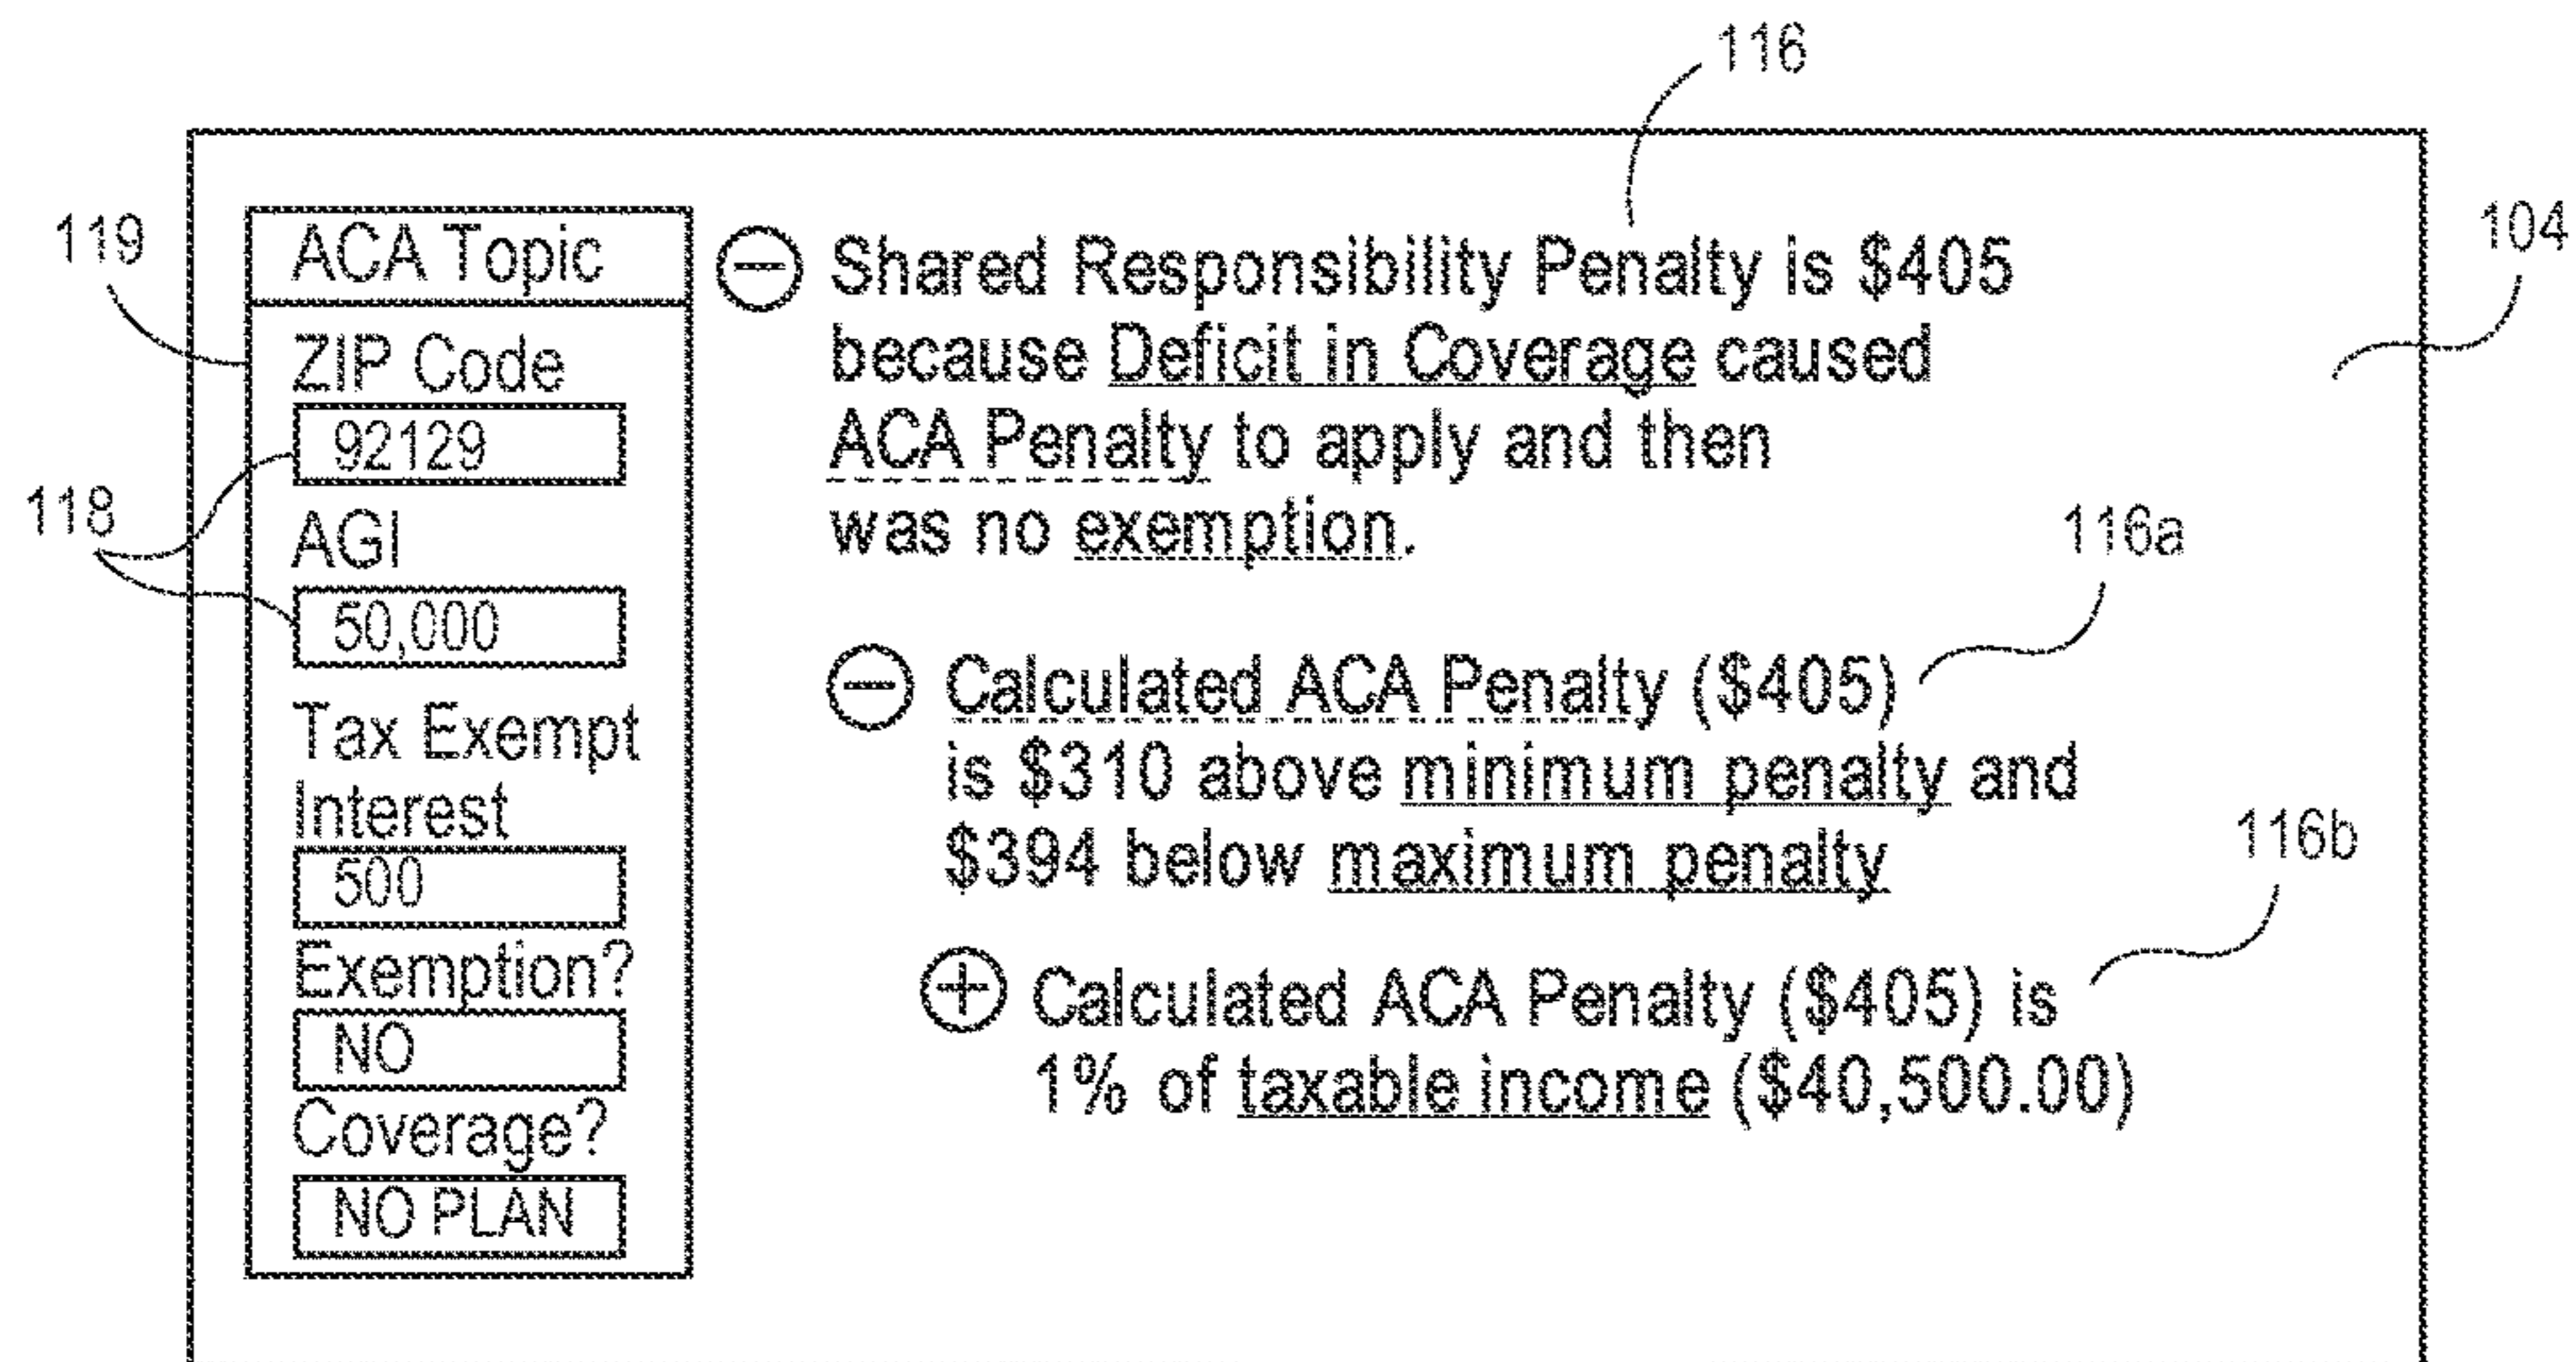 116
119
104
ACA Topic
ZIP Code
92129
118
AGI
50,000
Tax Exempt
Interest
500
Exemption?
NO
Coverage?
NO PLAN
Shared Responsibility Penalty is $405
because Deficit in Coverage caused
ACA Penalty to apply and then
was no exemption.
116a
Calculated ACA Penalty ($405)
is $310 above minimum penalty and
$394 below maximum penalty
116b
Calculated ACA Penalty ($405) is
1% of taxable income ($40,500.00)